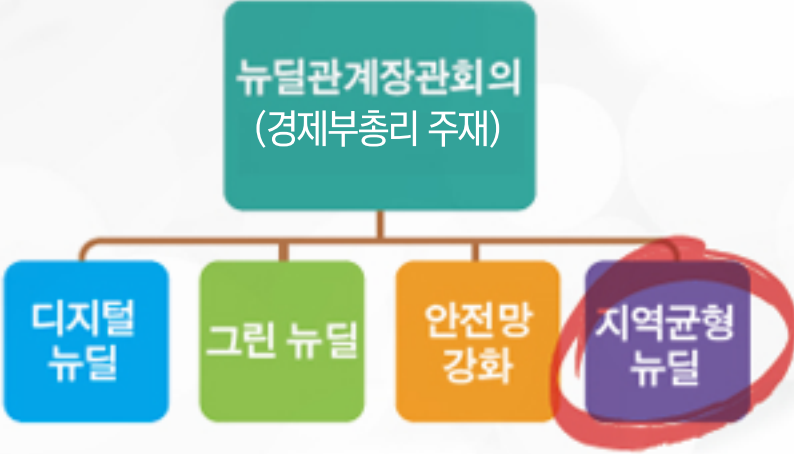 뉴딜관계장관회의
(경제부총리 주재)
디지털
뉴딜
그린 뉴딜
안전망
강화
지역균형
뉴딜